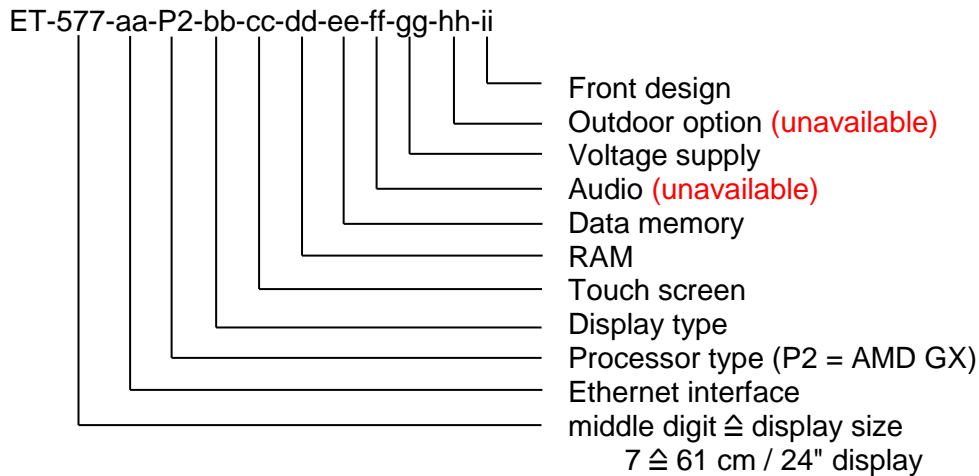 ET-577-aa-P2-bb-cc-dd-ee-ff-gg-hh-ii
Front design
Outdoor option (unavailable)
Voltage supply
Audio (unavailable)
Data memory
RAM
Touch screen
Display type
Processor type (P2 = AMD GX)
Ethernet interface
middle digit ≙ display size
7 ≙ 61 cm / 24" display